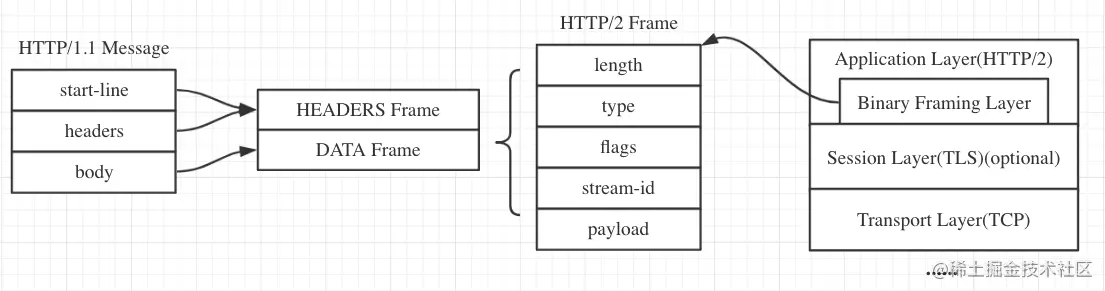 HTTP/1.1 Message
start-line
headers
body
HEADERS Frame
DATA Frame
HTTP/2 Frame
length
type
flags
stream-id
payload
Application Layer(HTTP/2)
Binary Framing Layer
Session Layer(TLS)(optional)
Transport Layer(TCP)
......
@稀土掘金技术社区